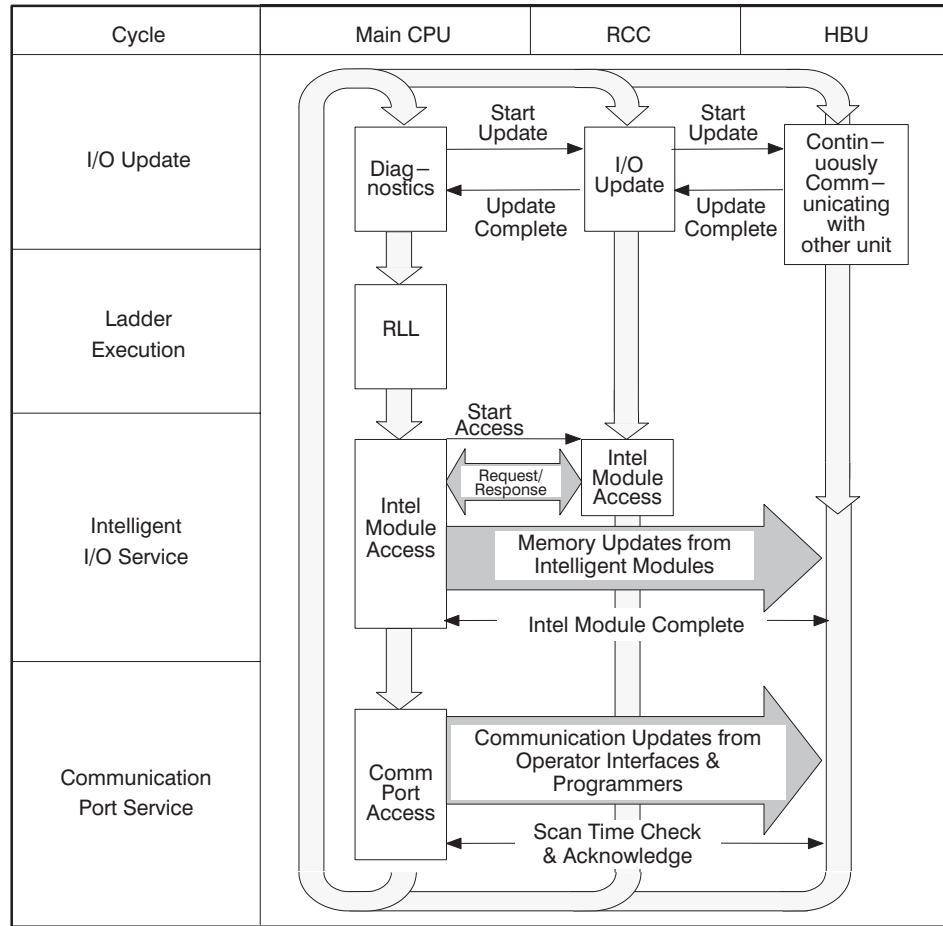 Cycle
Main CPU
RCC
HBU
I/O Update
Diag–
nostics
Start
Update
Update
Complete
I/O
Update
Start
Update
Update
Complete
Contin–
uously
Comm–
unicating
with
other unit
Ladder
Execution
RLL
Intelligent
I/O Service
Intel
Module
Access
Start
Access
Request/
Response
Intel
Module
Access
Memory Updates from
Intelligent Modules
Intel Module Complete
Communication
Port Service
Comm
Port
Access
Communication Updates from
Operator Interfaces &
Programmers
Scan Time Check
& Acknowledge